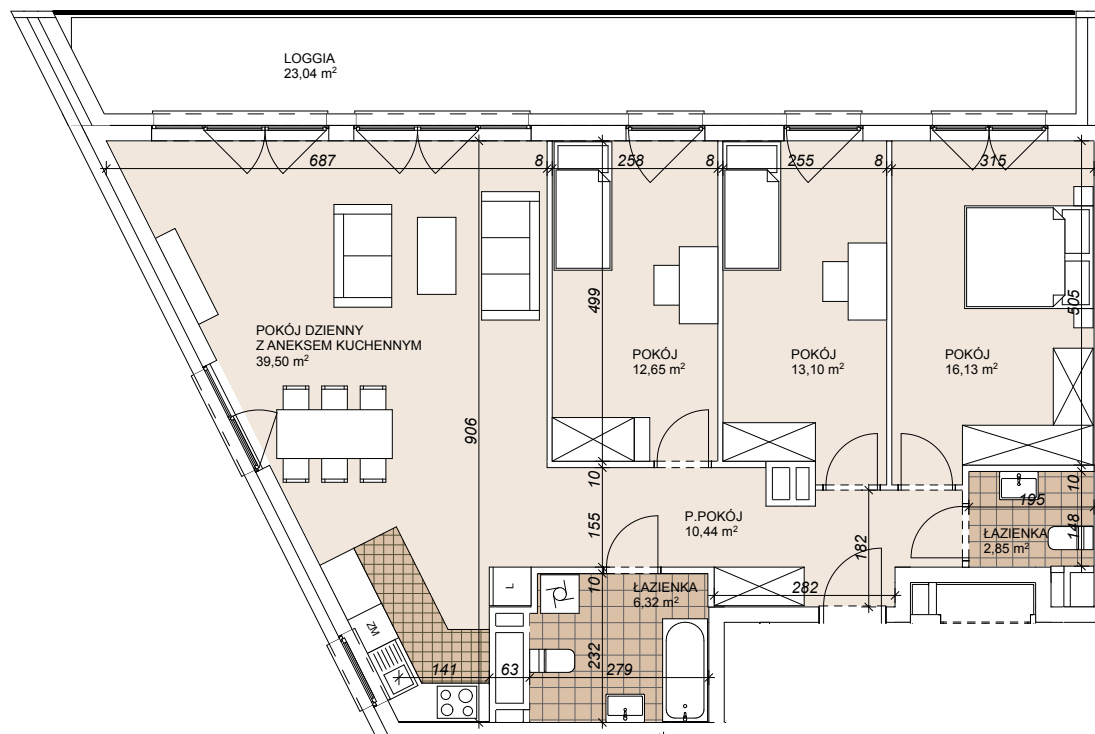 LOGGIA
23,04 m²
687
8
258
8
255
8
315
499
505
POKÓJ DZIENNY
Z ANEKSEM KUCHENNYM
39,50 m²
POKÓJ
12,65 m²
POKÓJ
13,10 m²
POKÓJ
16,13 m²
906
10
10
195
155
P.POKÓJ
10,44 m²
182
148
ŁAZIENKA
2,85 m²
10
L
ŁAZIENKA
6,32 m²
282
ZM
141
63
232
279